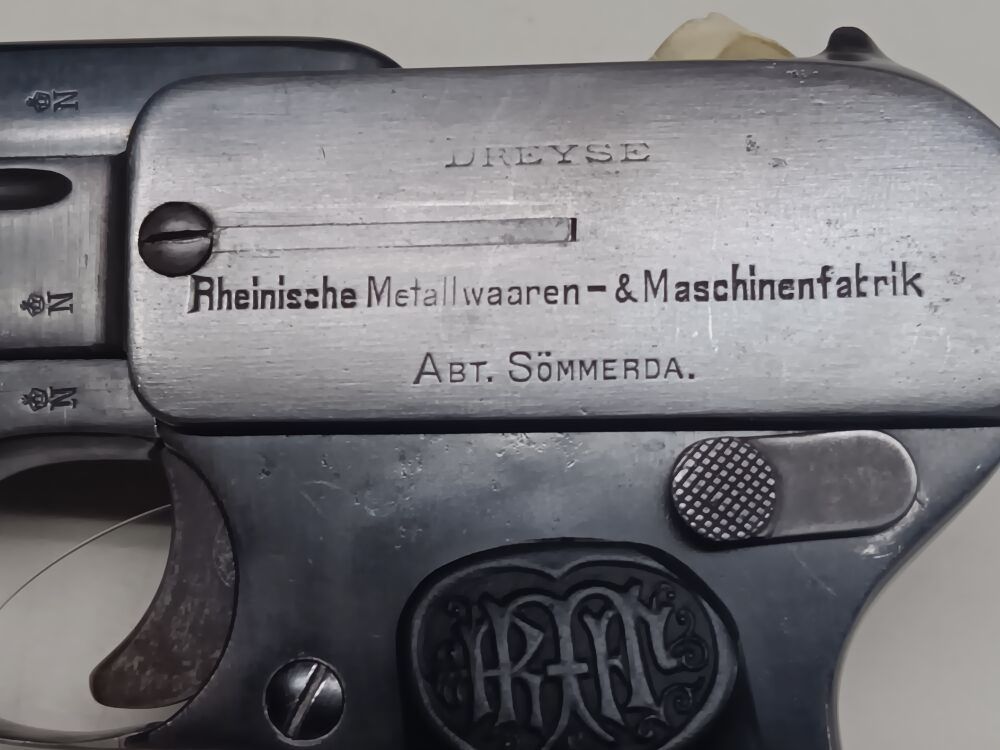 N
DREYSE
N
Rheinische Metallwaaren-&Maschinenfabrik
ABT. SÖMMERDA.
N